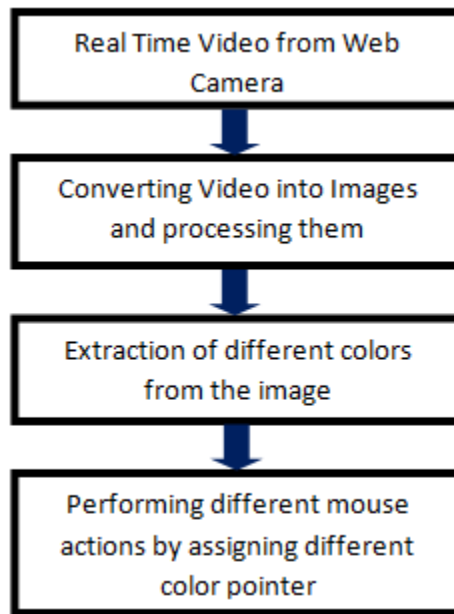 Real Time Video from Web
Camera
Converting Video into Images
and processing them
Extraction of different colors
from the image
Performing different mouse
actions by assigning different
color pointer